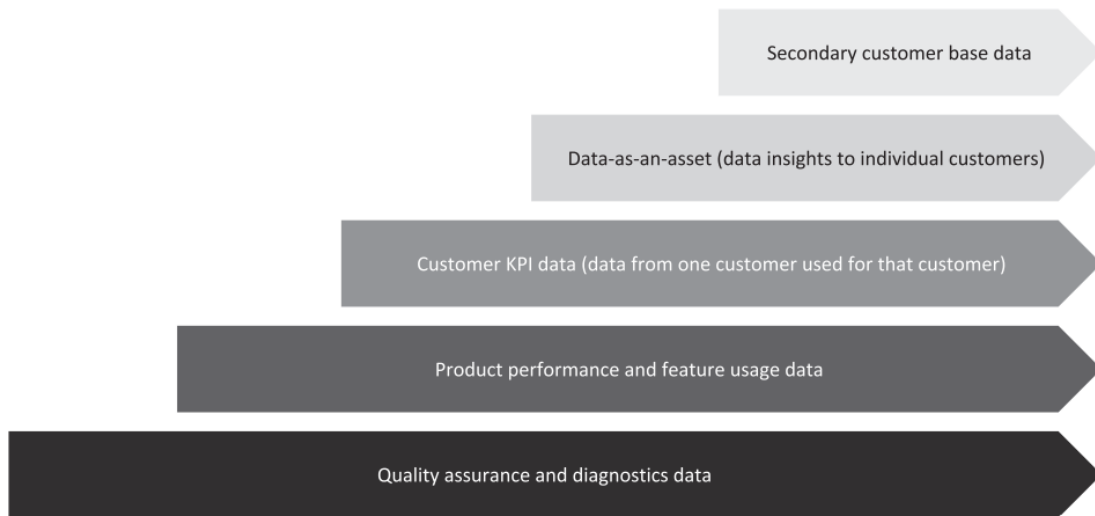 Secondary customer base data
Data-as-an-asset (data insights to individual customers)
Customer KPI data (data from one customer used for that customer)
Product performance and feature usage data
Quality assurance and diagnostics data